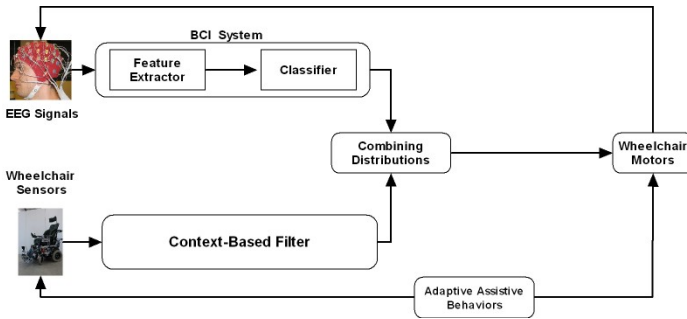 BCI System
Feature
Extractor
Classifier
EEG Signals
Combining
Distributions
Wheelchair
Motors
Wheelchair
Sensors
Context-Based Filter
Adaptive Assistive
Behaviors